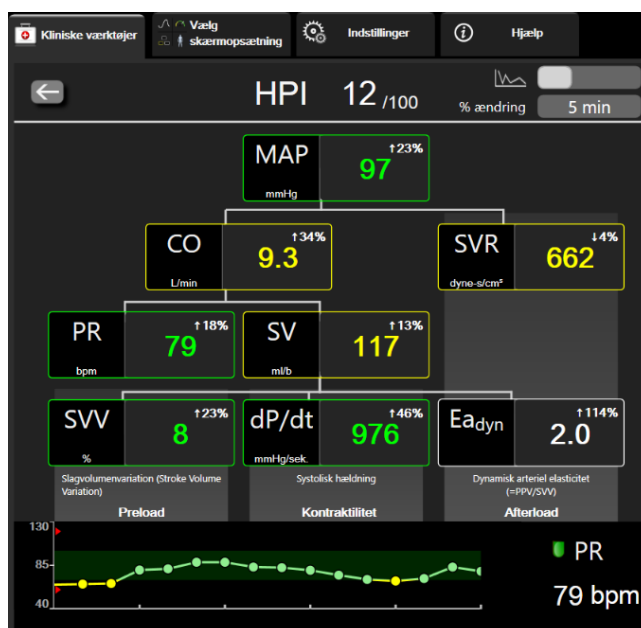 Kliniske værktøjer
Vælg
skærmopsætning
Indstillinger
Hjælp
HPI 12 /100
% ændring 5 min
MAP
mmHg
↑23%
97
CO
L/min
↑34%
9.3
SVR
dyne-s/cm⁵
↓4%
662
PR
bpm
↑18%
79
SV
ml/b
↑13%
117
SVV
%
↑23%
8
dP/dt
mmHg/sek.
↑46%
976
Eadyn
↑114%
2.0
Slagvolumenvariation (Stroke Volume
Variation)
Systolisk hældning
Dynamisk arteriel elasticitet
(=PPV/SVV)
Preload
Kontraktilitet
Afterload
130
85
40
PR
79 bpm